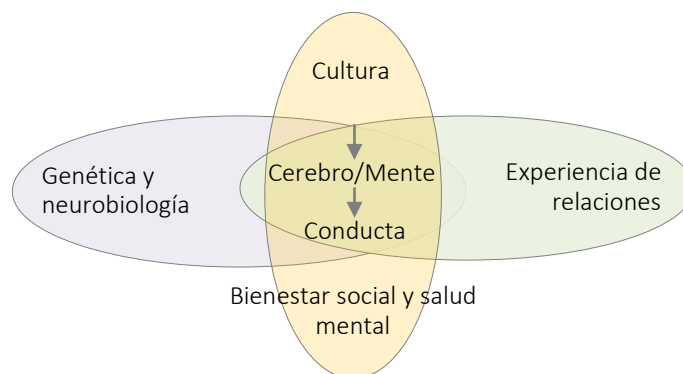 Cultura
Genética y
neurobiología
Cerebro/Mente
Conducta
Experiencia de
relaciones
Bienestar social y salud
mental